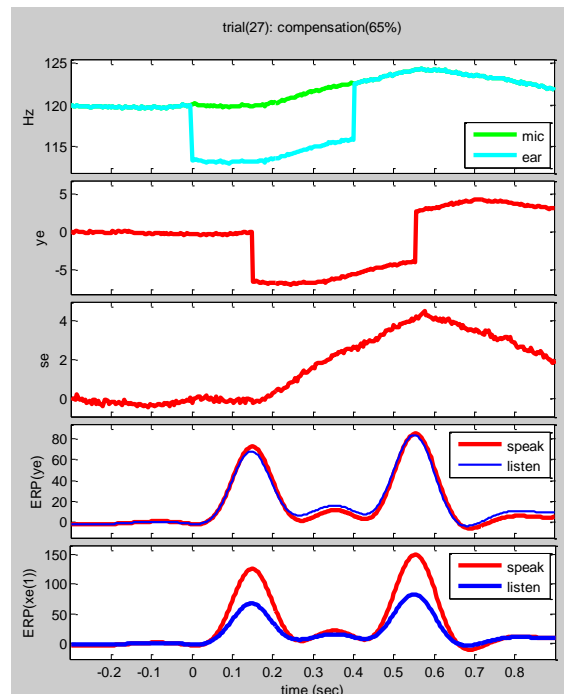 trial(27): compensation(65%)
125
120
115
Hz
mic
ear
5
0
-5
ye
4
2
0
se
80
60
40
20
0
ERP(ye)
speak
listen
150
100
50
0
ERP(xe(1))
speak
listen
-0.2 -0.1 0 0.1 0.2 0.3 0.4 0.5 0.6 0.7 0.8
time (sec)